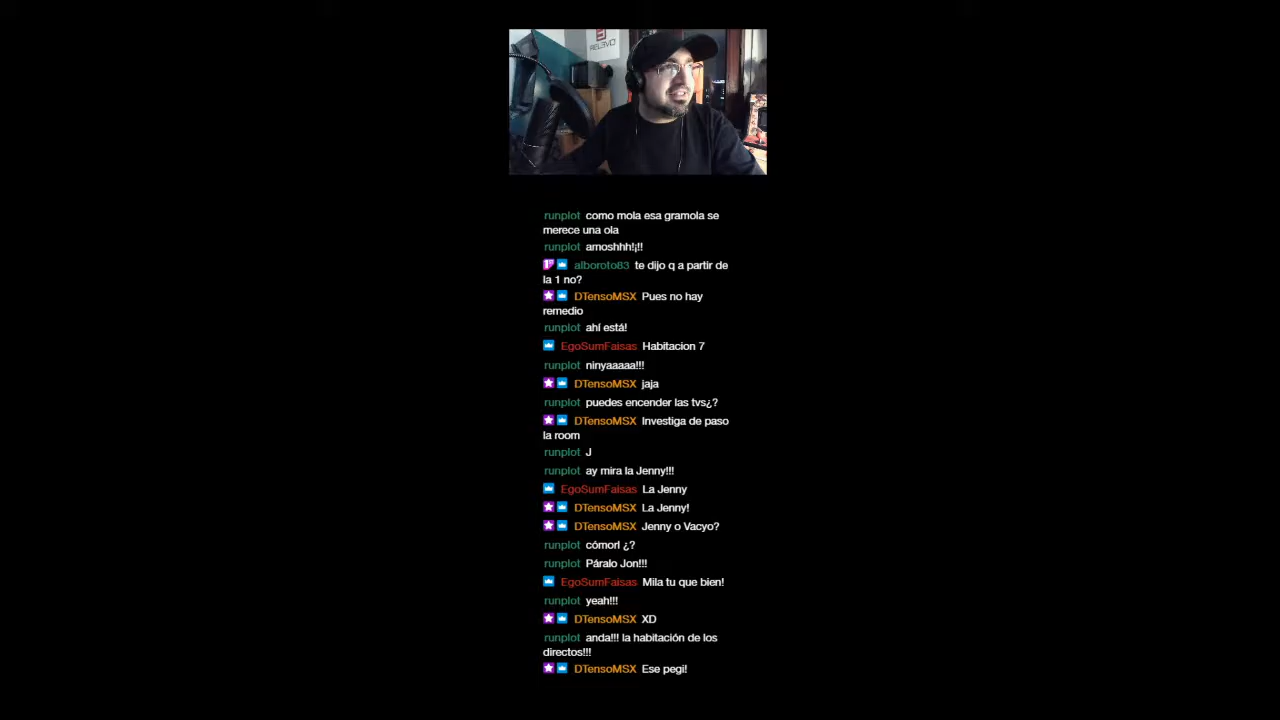 RELEVO
runplot como mola esa gramola se
merece una ola
runplot amoshhh!¡!!
alboroto83 te dijo q a partir de
la 1 no?
DTensoMSX Pues no hay
remedio
runplot ahí está!
EgoSumFaisas Habitacion 7
runplot ninyaaaaa!!!
DTensoMSX jaja
runplot puedes encender las tvs¿?
DTensoMSX Investiga de paso
la room
runplot J
runplot ay mira la Jenny!!!
EgoSumFaisas La Jenny
DTensoMSX La Jenny!
DTensoMSX Jenny o Vacyo?
runplot cómorl ¿?
runplot Páralo Jon!!!
EgoSumFaisas Mila tu que bien!
runplot yeah!!!
DTensoMSX XD
runplot anda!!! la habitación de los
directos!!!
DTensoMSX Ese pegi!